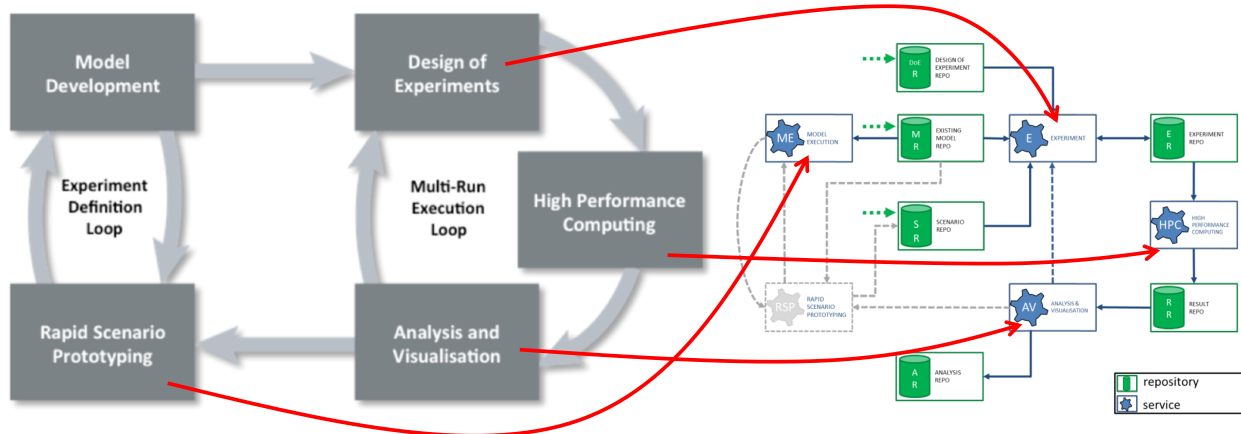 Model
Development
Design of
Experiments
Experiment
Definition
Loop
Multi-Run
Execution
Loop
High Performance
Computing
Rapid Scenario
Prototyping
Analysis and
Visualisation
DoE
R
DESIGN OF
EXPERIMENT
REPO
ME
MODEL
EXECUTION
M
R
EXISTING
MODEL
REPO
E
EXPERIMENT
E
R
EXPERIMENT
REPO
S
R
SCENARIO
REPO
HPC
HIGH
PERFORMANCE
COMPUTING
RSP
RAPID
SCENARIO
PROTOTYPING
AV
ANALYSIS &
VISUALISATION
R
R
RESULT
REPO
A
R
ANALYSIS
REPO
repository
service